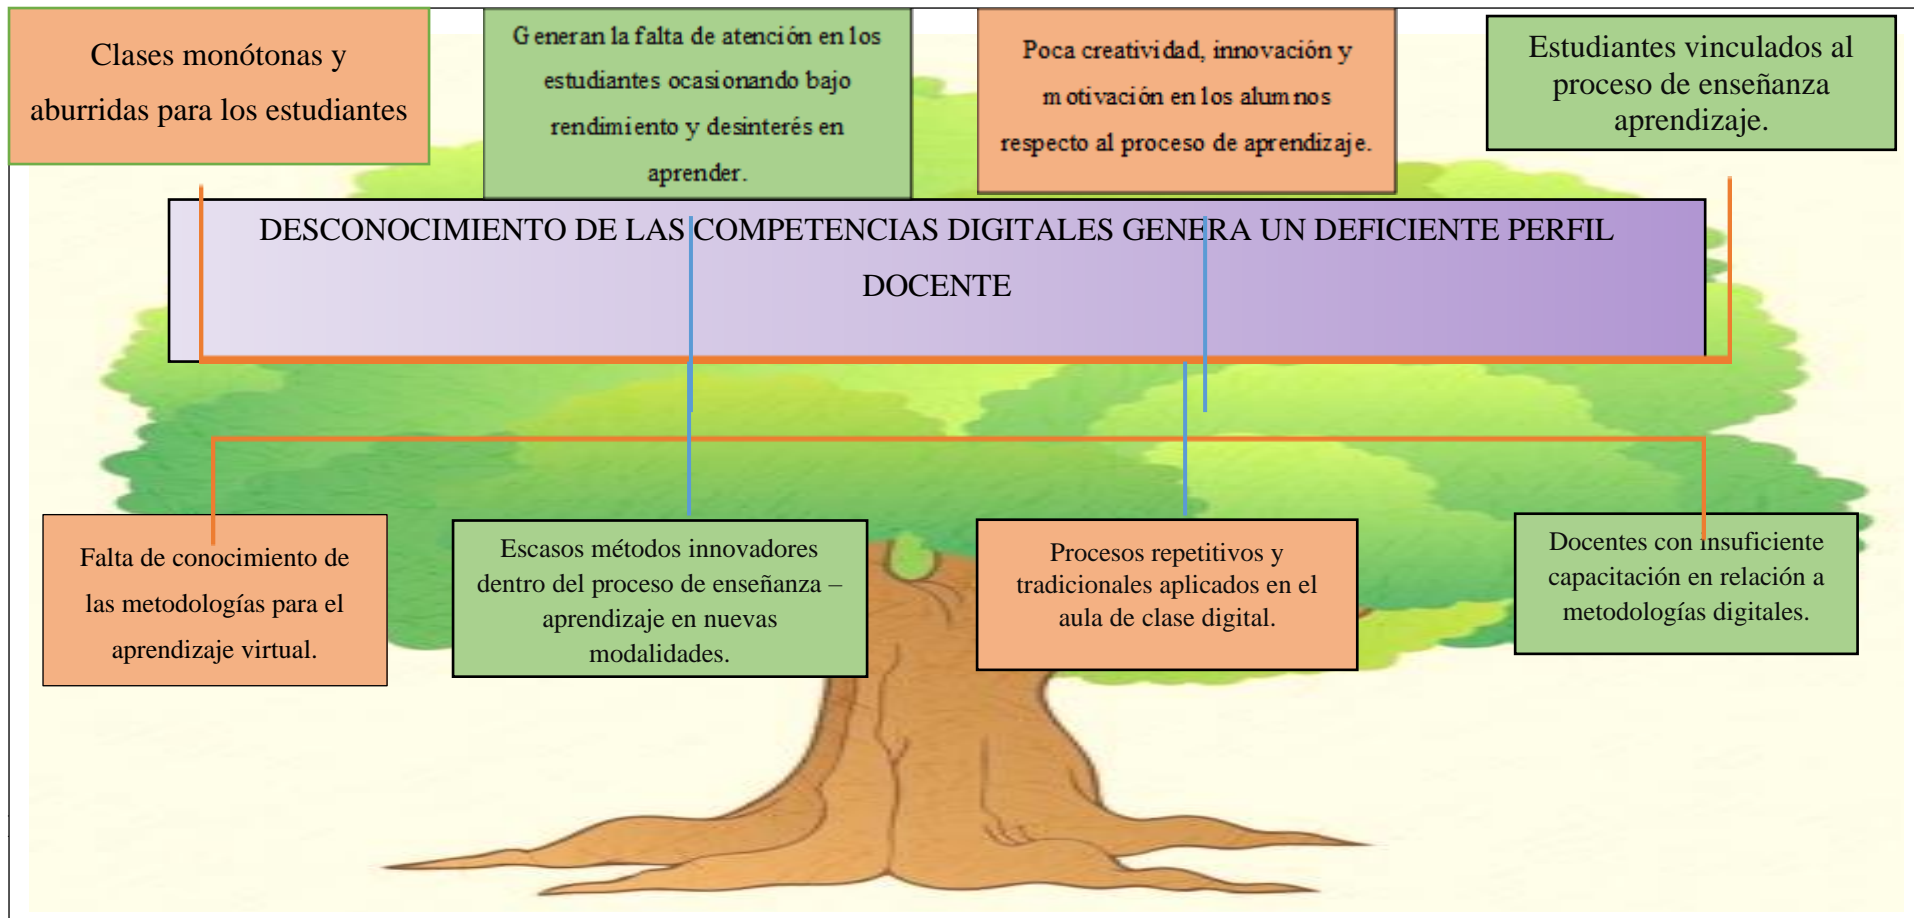 Clases monótonas y
aburridas para los estudiantes
Generan la falta de atención en los
estudiantes ocasionando bajo
rendimiento y desinterés en
aprender.
Poca creatividad, innovación y
motivación en los alumnos
respecto al proceso de aprendizaje.
Estudiantes vinculados al
proceso de enseñanza
aprendizaje.
DESCONOCIMIENTO DE LAS COMPETENCIAS DIGITALES GENERA UN DEFICIENTE PERFIL
DOCENTE
Falta de conocimiento de
las metodologías para el
aprendizaje virtual.
Escasos métodos innovadores
dentro del proceso de enseñanza –
aprendizaje en nuevas
modalidades.
Procesos repetitivos y
tradicionales aplicados en el
aula de clase digital.
Docentes con insuficiente
capacitación en relación a
metodologías digitales.